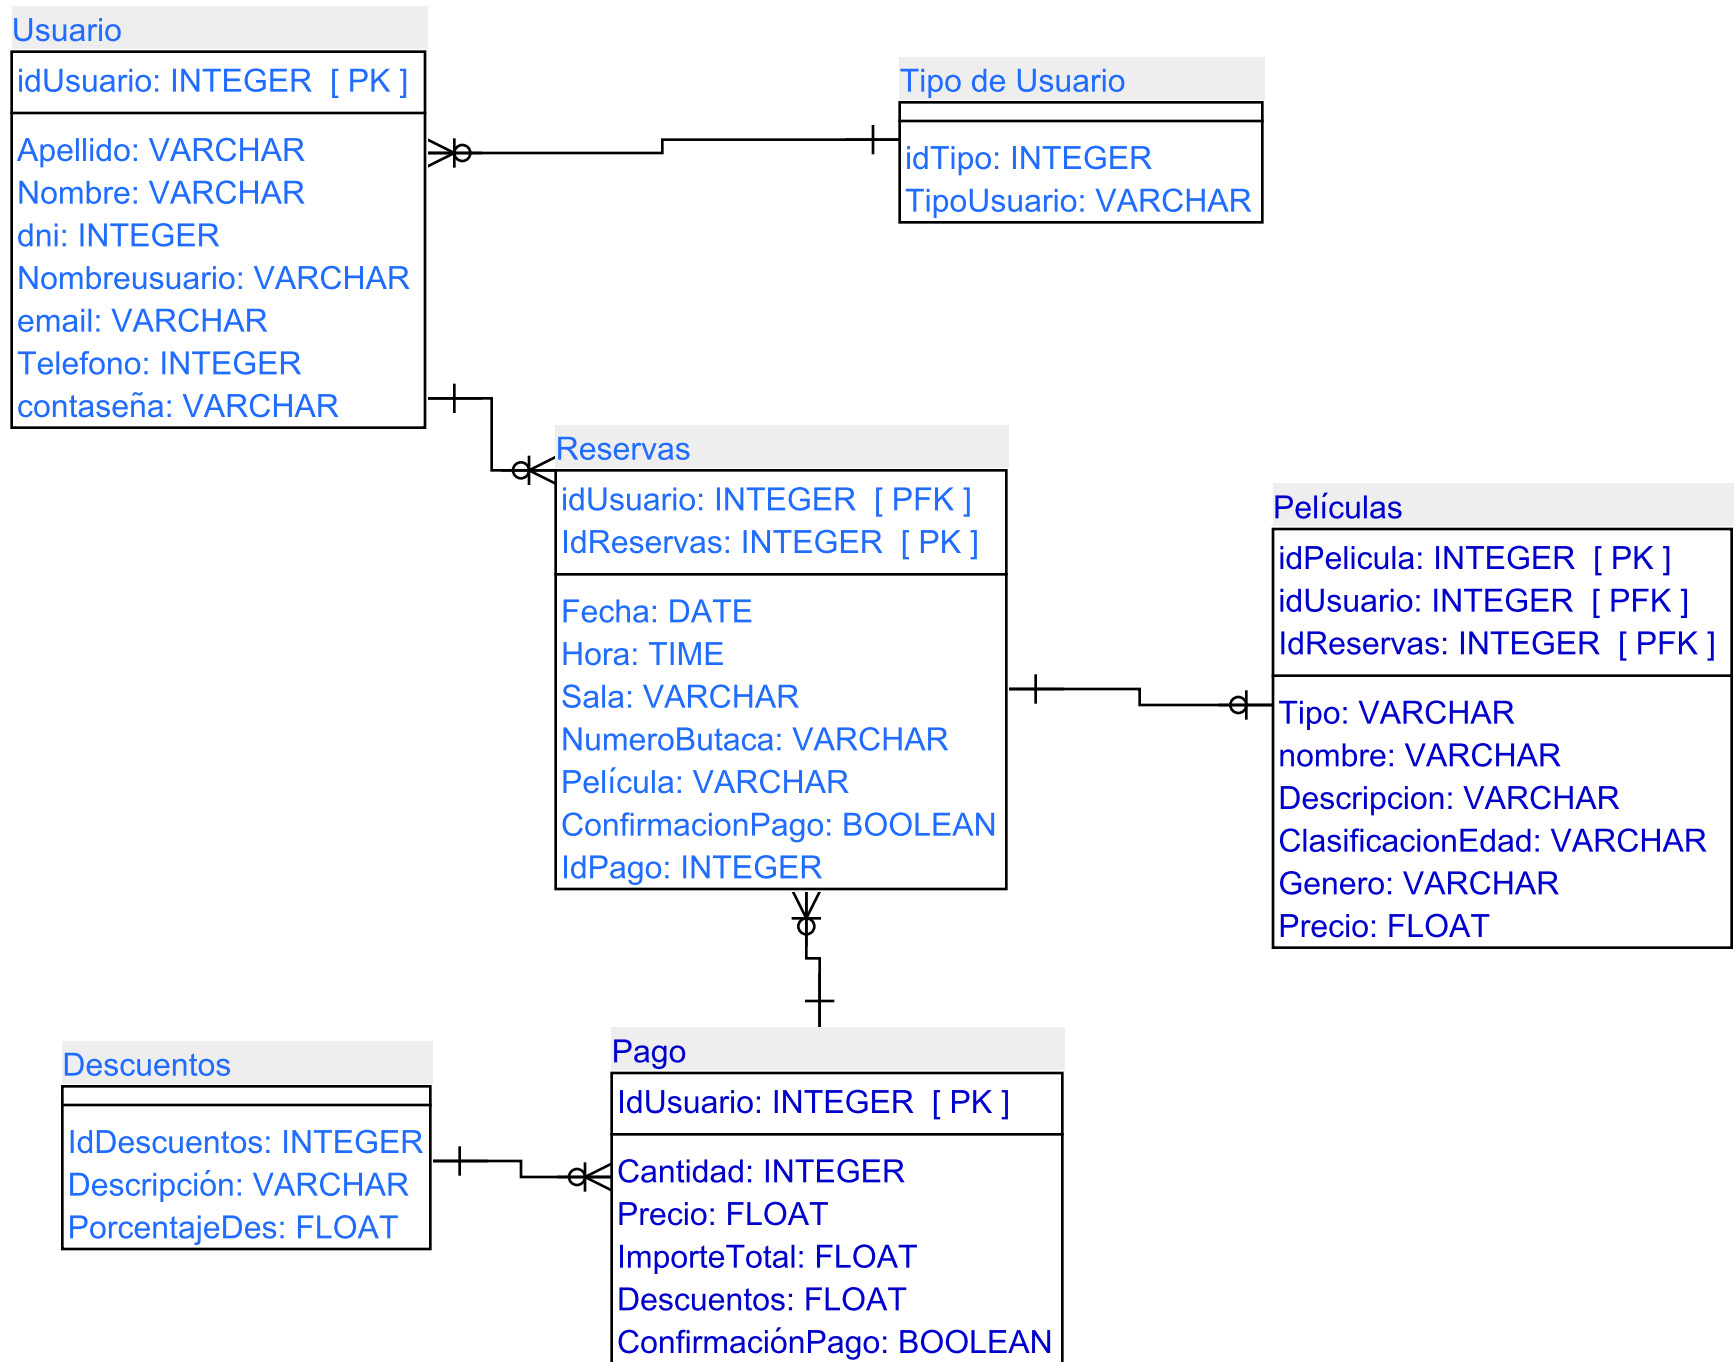 Usuario
idUsuario: INTEGER [ PK ]
Apellido: VARCHAR
Nombre: VARCHAR
dni: INTEGER
Nombreusuario: VARCHAR
email: VARCHAR
Telefono: INTEGER
contaseña: VARCHAR
Tipo de Usuario
idTipo: INTEGER
TipoUsuario: VARCHAR
Reservas
idUsuario: INTEGER [ PFK ]
IdReservas: INTEGER [ PK ]
Fecha: DATE
Hora: TIME
Sala: VARCHAR
NumeroButaca: VARCHAR
Película: VARCHAR
ConfirmacionPago: BOOLEAN
IdPago: INTEGER
Películas
idPelicula: INTEGER [ PK ]
idUsuario: INTEGER [ PFK ]
IdReservas: INTEGER [ PFK ]
Tipo: VARCHAR
nombre: VARCHAR
Descripcion: VARCHAR
ClasificacionEdad: VARCHAR
Genero: VARCHAR
Precio: FLOAT
Descuentos
IdDescuentos: INTEGER
Descripción: VARCHAR
PorcentajeDes: FLOAT
Pago
IdUsuario: INTEGER [ PK ]
Cantidad: INTEGER
Precio: FLOAT
ImporteTotal: FLOAT
Descuentos: FLOAT
ConfirmaciónPago: BOOLEAN